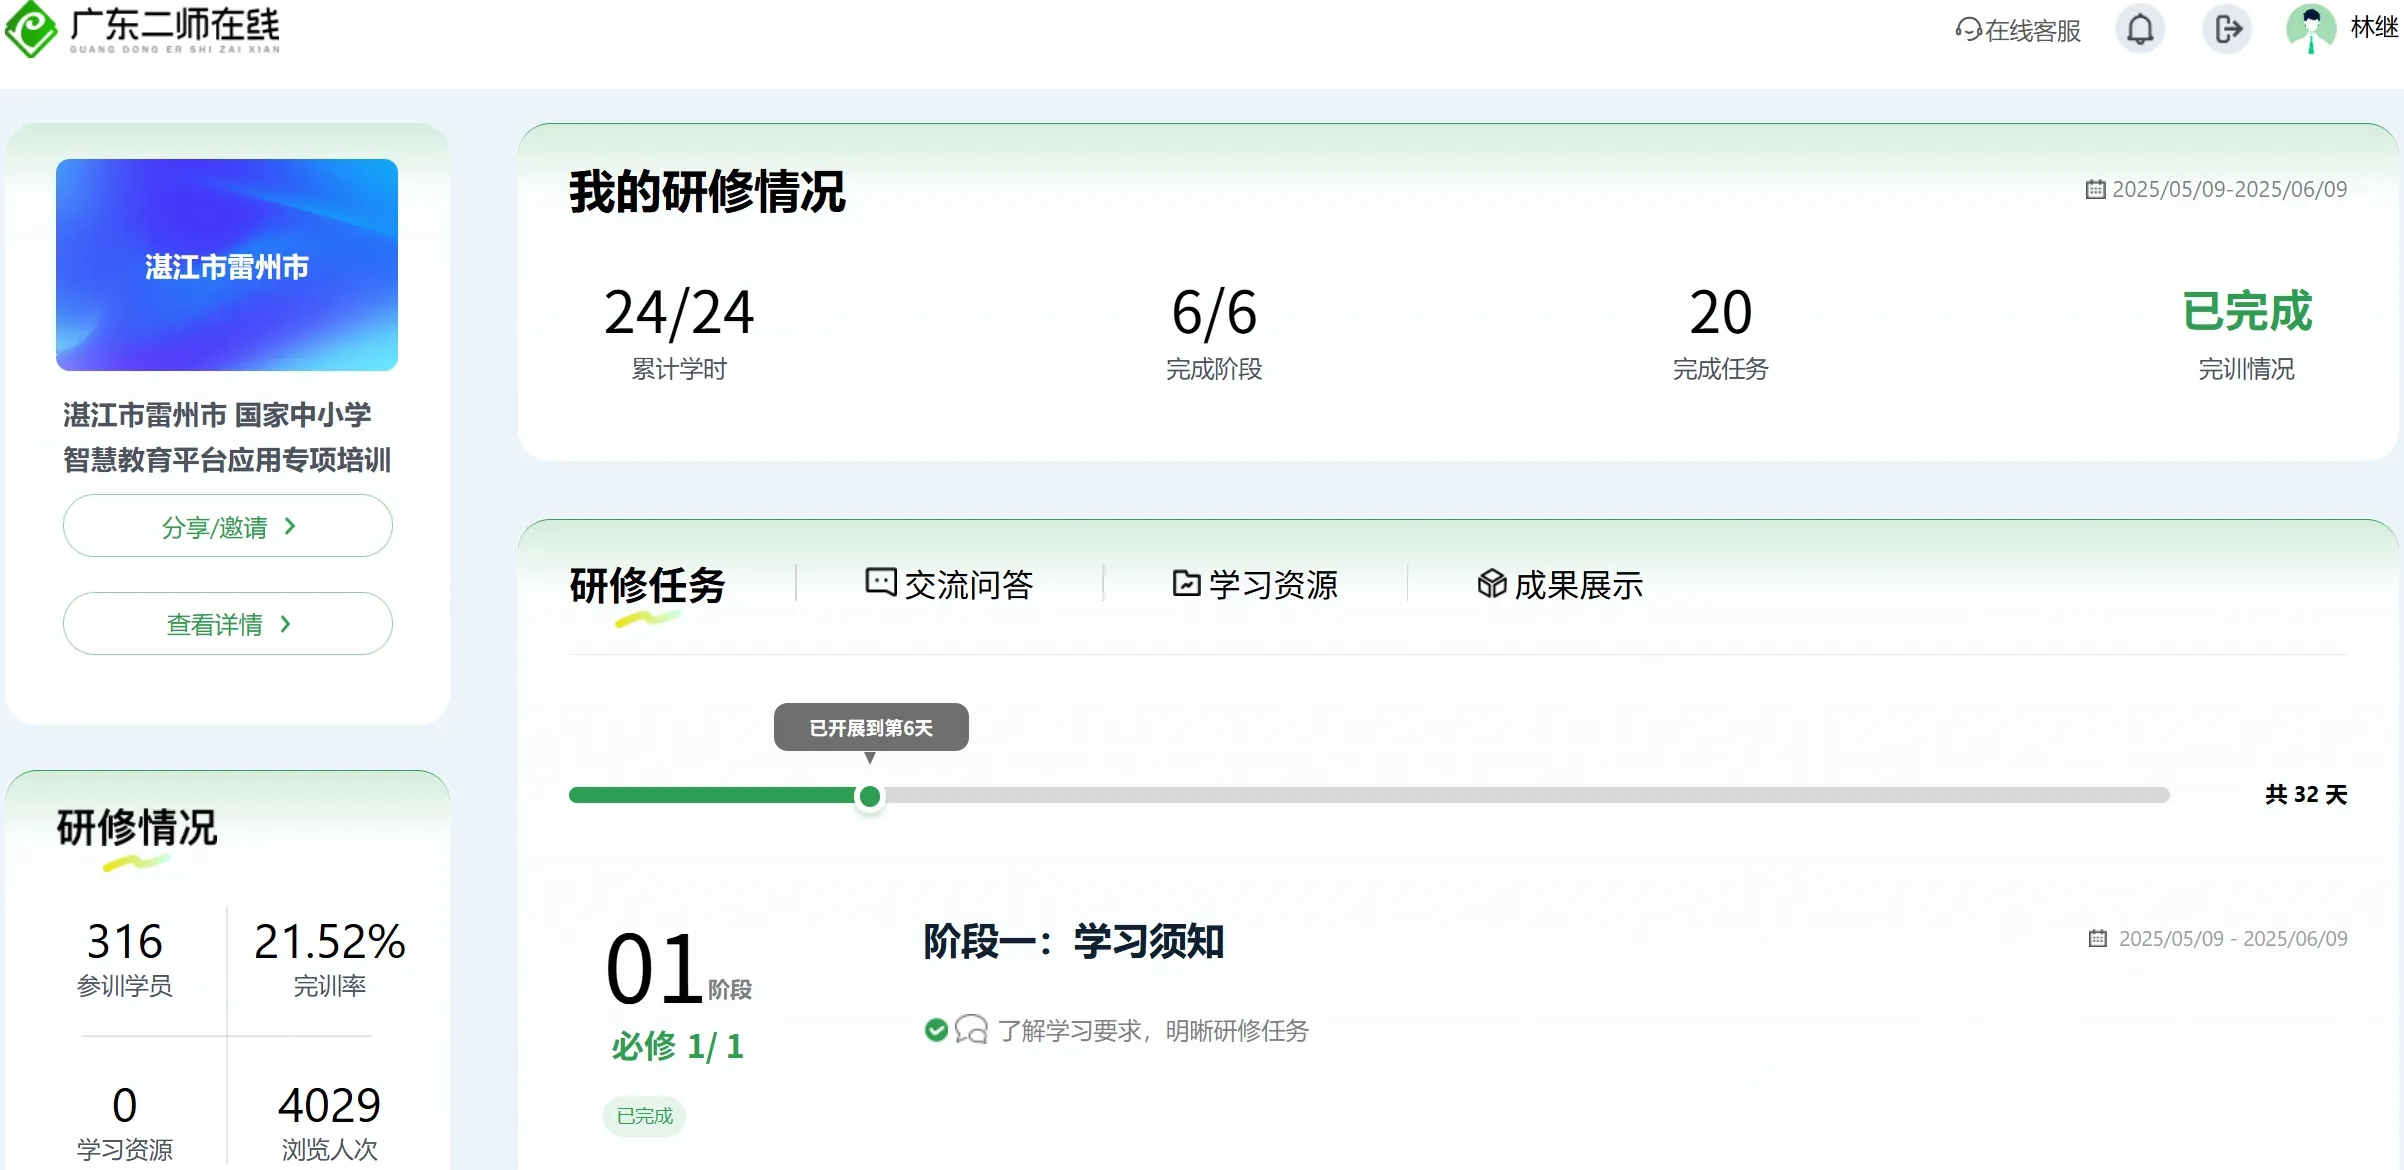 广东二师在线
GUANG DONG ER SHI ZAI XIAN
在线客服
林继
湛江市雷州市
湛江市雷州市 国家中小学
智慧教育平台应用专项培训
分享/邀请
查看详情
研修情况
316
参训学员
21.52%
完训率
0
学习资源
4029
浏览人次
我的研修情况
2025/05/09-2025/06/09
24/24
累计学时
6/6
完成阶段
20
完成任务
已完成
完训情况
研修任务
交流问答
学习资源
成果展示
已开展到第6天
共 32 天
01阶段
必修 1/ 1
已完成
阶段一：学习须知
2025/05/09 - 2025/06/09
了解学习要求，明晰研修任务